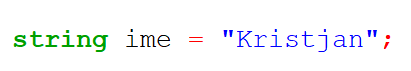 string ime = "Kristjan";